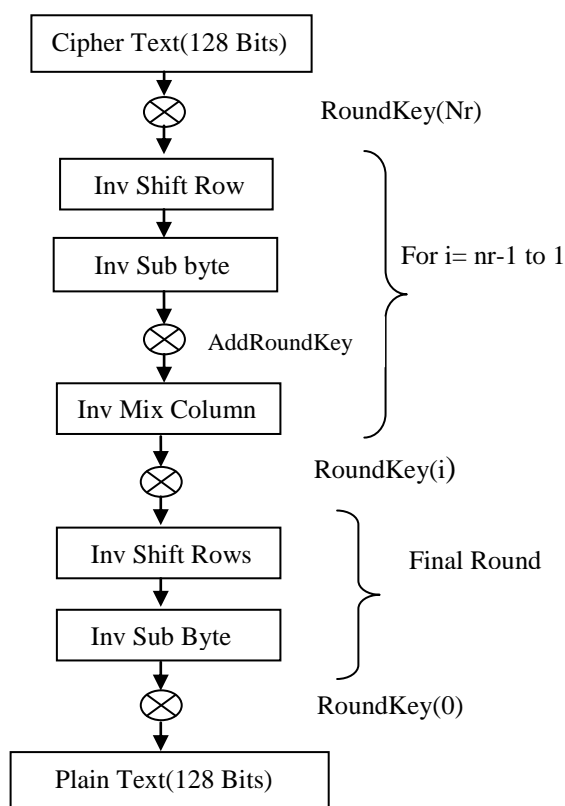 Cipher Text(128 Bits)
RoundKey(Nr)
Inv Shift Row
For i= nr-1 to 1
Inv Sub byte
AddRoundKey
Inv Mix Column
RoundKey(i)
Inv Shift Rows
Final Round
Inv Sub Byte
RoundKey(0)
Plain Text(128 Bits)